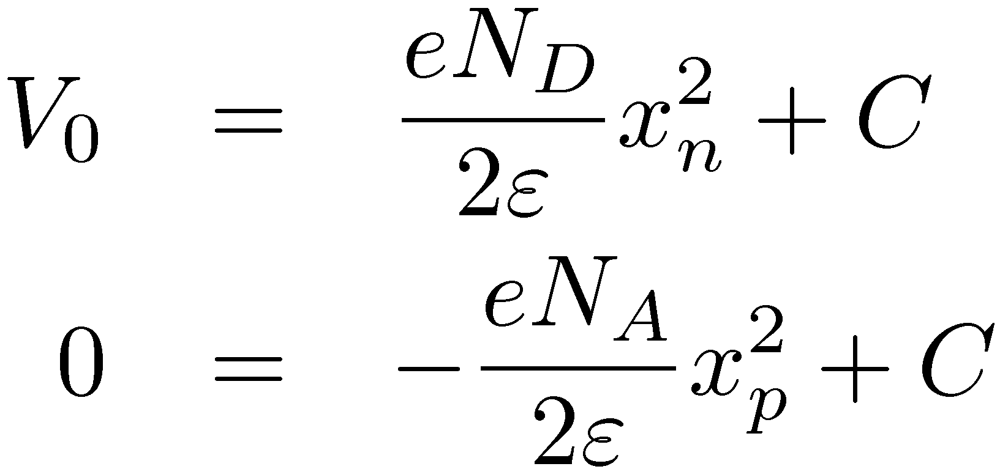 V_0 = \frac{eN_D}{2\varepsilon} x_n^2 + C
0 = -\frac{eN_A}{2\varepsilon} x_p^2 + C